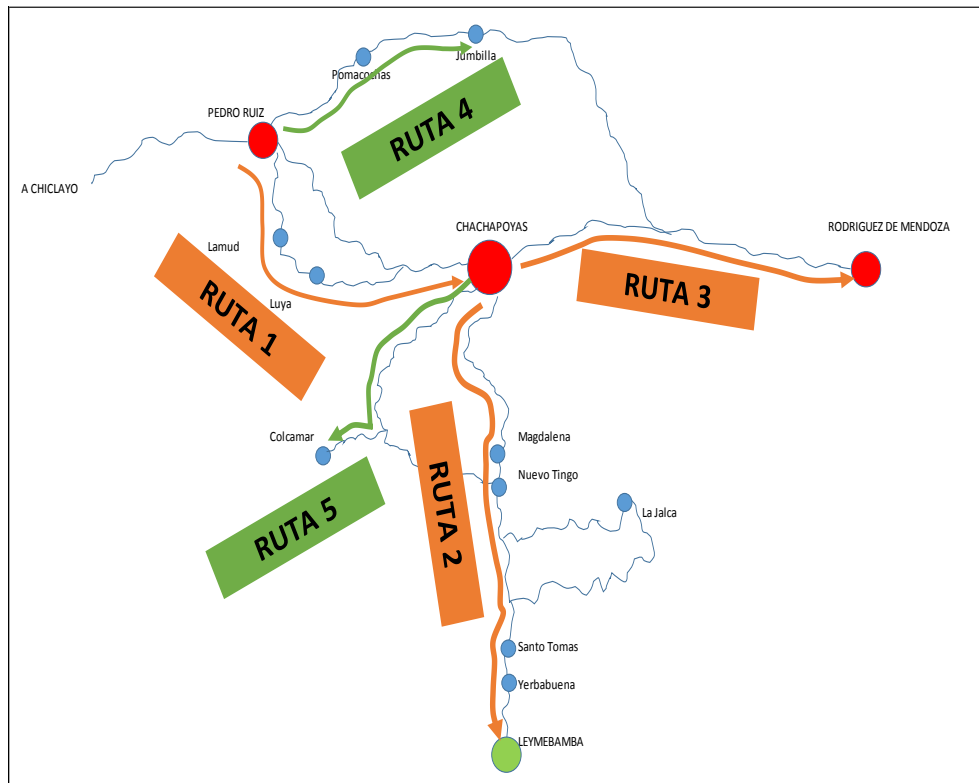 Jumbilla
Pomacochas
PEDRO RUIZ
RUTA 4
A CHICLAYO
CHACHAPOYAS
RODRIGUEZ DE MENDOZA
Lamud
RUTA 3
Luya
RUTA 1
Colcamar
Magdalena
RUTA 2
Nuevo Tingo
RUTA 5
La Jalca
Santo Tomas
Yerbabuena
LEYMEBAMBA